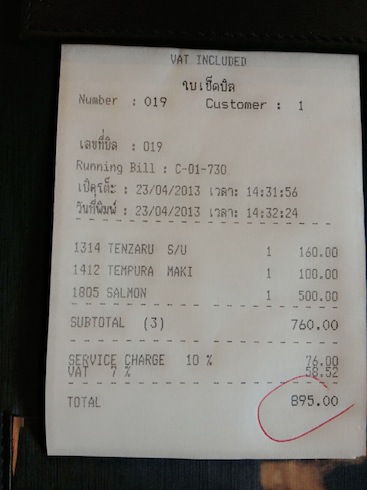 VAT INCLUDED
ใบเช็คบิล
Number : 019 Customer : 1
เลขที่บิล : 019
Running Bill : C-01-730
เปิดโต๊ะ : 23/04/2013 เวลา: 14:31:56
วันที่พิมพ์ : 23/04/2013 เวลา: 14:32:24
1314 TENZARU S/U 1 160.00
1412 TEMPURA MAKI 1 100.00
1805 SALMON 1 500.00
SUBTOTAL (3) 760.00
SERVICE CHARGE 10 % 76.00
VAT 7 % 58.52
TOTAL 895.00